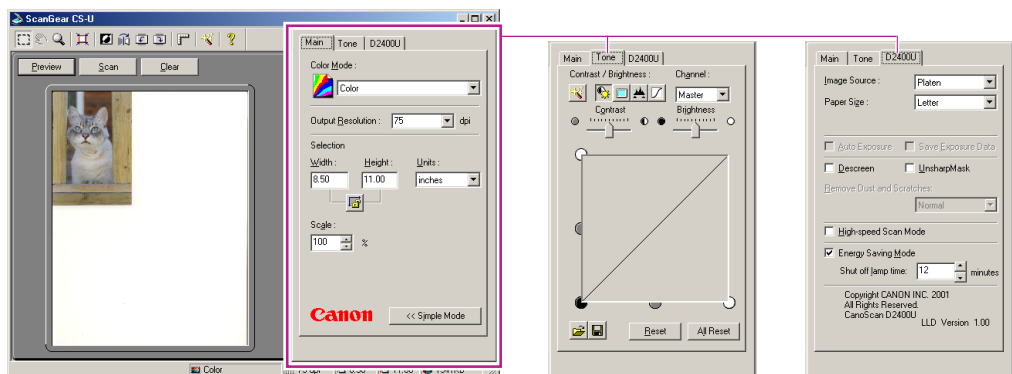 ScanGear CS-U
Preview Scan Clear
Main Tone D2400U
Color Mode :
Color
Output Resolution : 75 dpi
Selection
Width : Height : Units :
8.50 11.00 inches
Scale :
100 %
Canon << Simple Mode
Color
Main Tone D2400U
Contrast / Brightness : Channel :
Master
Contrast Brightness
Reset All Reset
Main Tone D2400U
Image Source : Platen
Paper Size : Letter
Auto Exposure Save Exposure Data
Descreen UnsharpMask
Remove Dust and Scratches:
Normal
High-speed Scan Mode
Energy Saving Mode
Shut off lamp time: 12 minutes
Copyright CANON INC. 2001
All Rights Reserved.
CanoScan D2400U
LLD Version 1.00